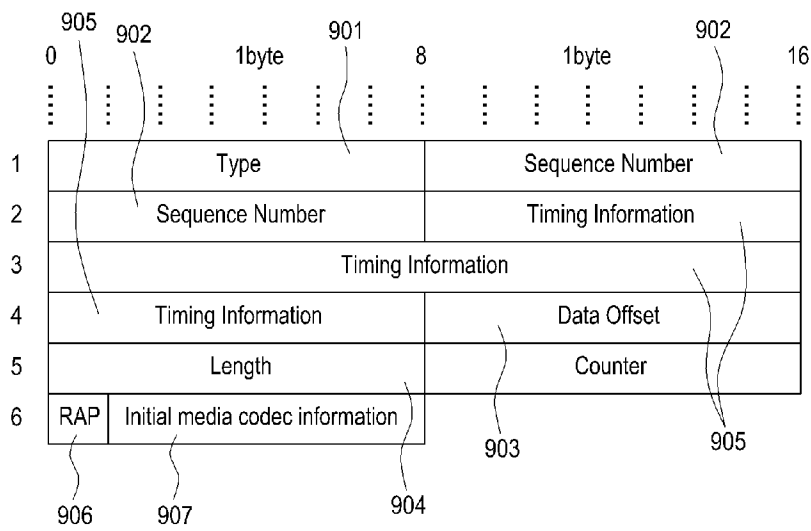 905 902 901 902
0 1byte 8 1byte 16
1 Type Sequence Number
2 Sequence Number Timing Information
3 Timing Information
4 Timing Information Data Offset
5 Length Counter
6 RAP Initial media codec information
906 907 904 903 905